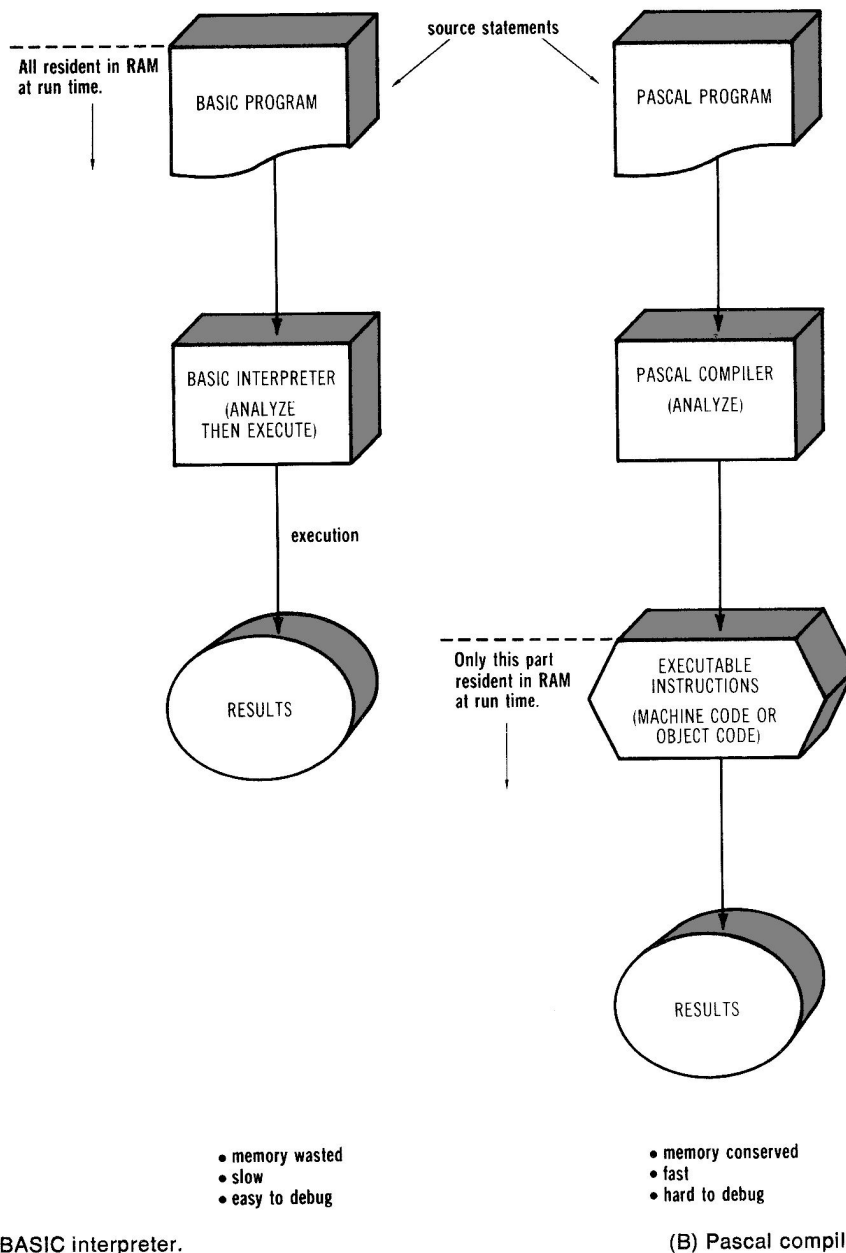 source statements
All resident in RAM
at run time.
BASIC PROGRAM
PASCAL PROGRAM
BASIC INTERPRETER
(ANALYZE
THEN EXECUTE)
PASCAL COMPILER
(ANALYZE)
execution
RESULTS
Only this part
resident in RAM
at run time.
EXECUTABLE
INSTRUCTIONS
(MACHINE CODE OR
OBJECT CODE)
RESULTS
• memory wasted
• slow
• easy to debug
• memory conserved
• fast
• hard to debug
BASIC interpreter.
(B) Pascal compil